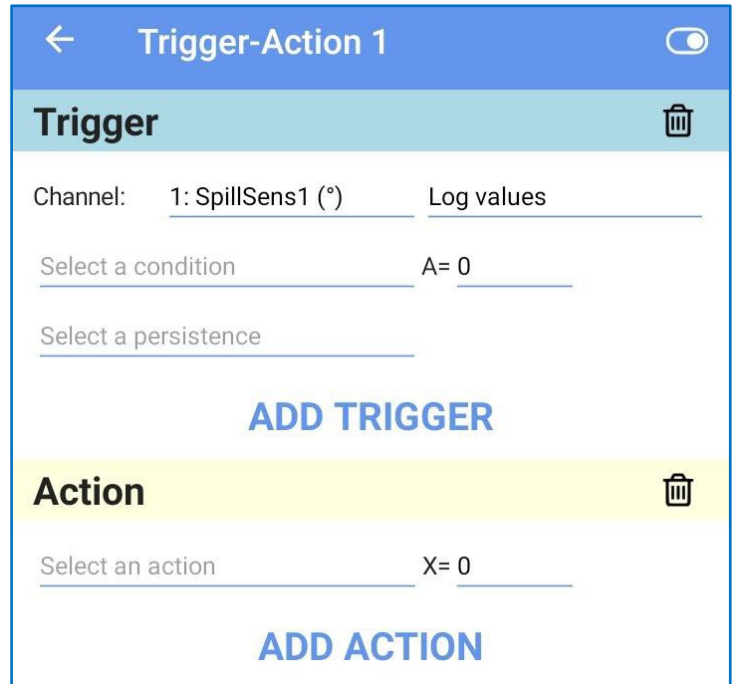 Trigger-Action 1
Trigger
Channel: 1: SpillSens1 (°) Log values
Select a condition A= 0
Select a persistence
ADD TRIGGER
Action
Select an action X= 0
ADD ACTION